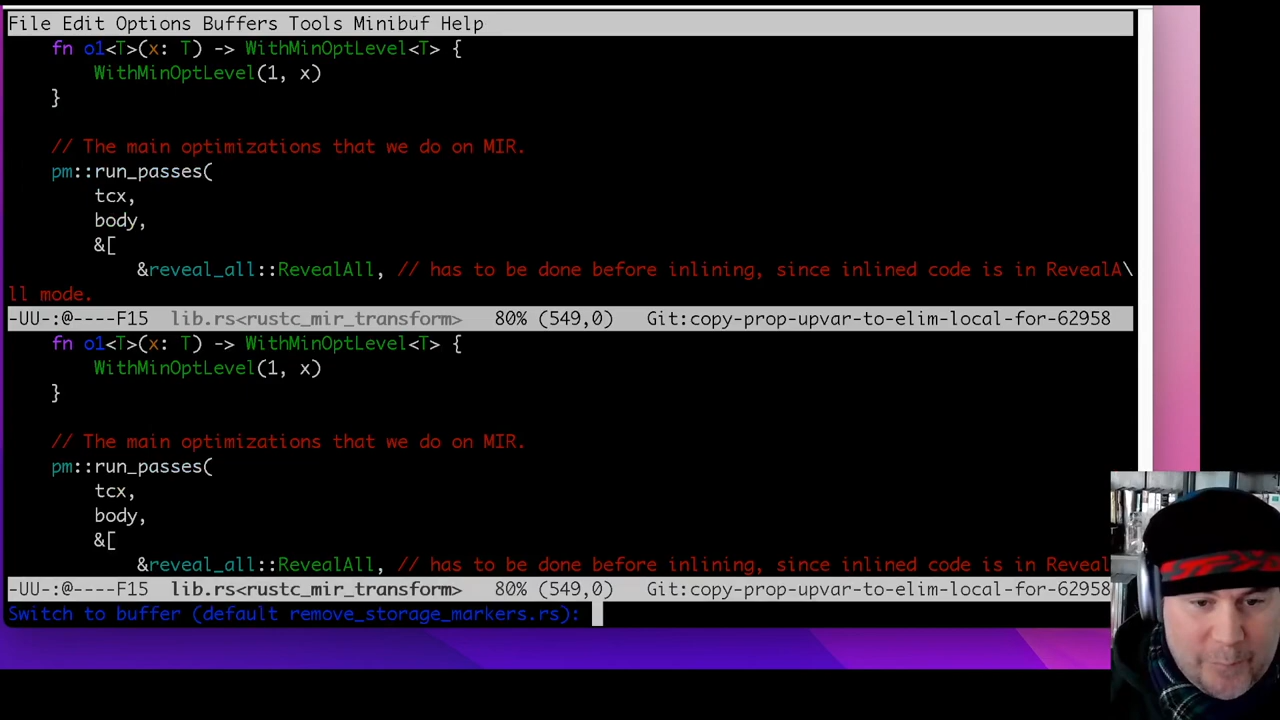 File Edit Options Buffers Tools Minibuf Help
fn o1<T>(x: T) -> WithMinOptLevel<T> {
WithMinOptLevel(1, x)
}
// The main optimizations that we do on MIR.
pm::run_passes(
tcx,
body,
&[
&reveal_all::RevealAll, // has to be done before inlining, since inlined code is in RevealA\
ll mode.
-UU-:@----F15 lib.rs<rustc_mir_transform> 80% (549,0) Git:copy-prop-upvar-to-elim-local-for-62958
fn o1<T>(x: T) -> WithMinOptLevel<T> {
WithMinOptLevel(1, x)
}
// The main optimizations that we do on MIR.
pm::run_passes(
tcx,
body,
&[
&reveal_all::RevealAll, // has to be done before inlining, since inlined code is in Reveal
-UU-:@----F15 lib.rs<rustc_mir_transform> 80% (549,0) Git:copy-prop-upvar-to-elim-local-for-62958
Switch to buffer (default remove_storage_markers.rs):